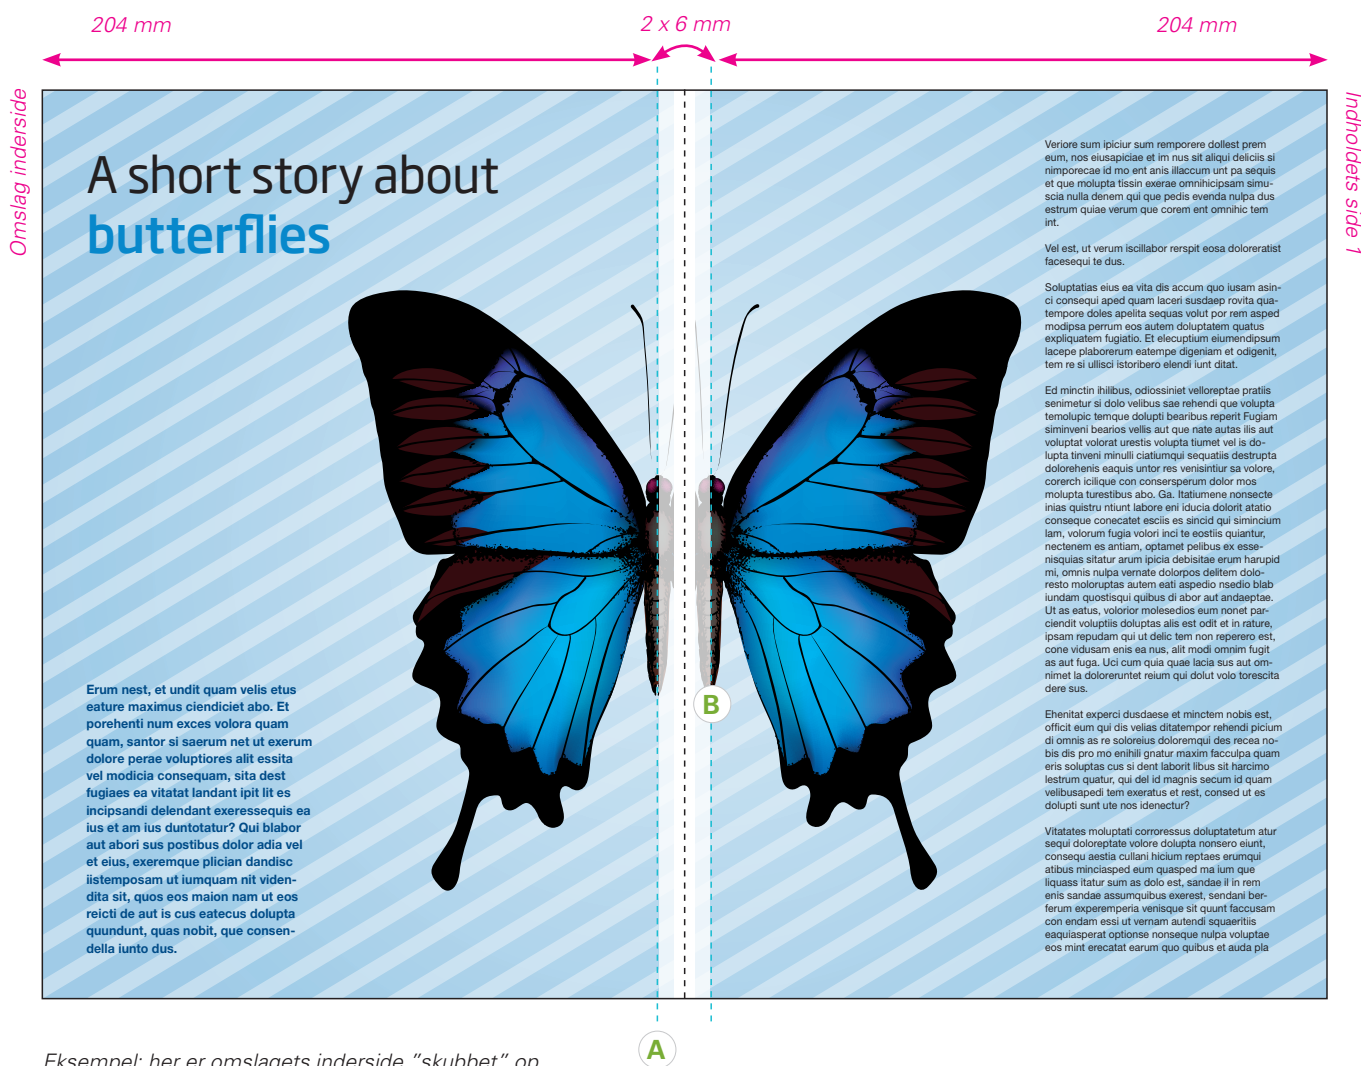 204 mm
2 x 6 mm
204 mm
Omslag inderside
Indholdets side 1
A short story about
butterflies
Erum nest, et undit quam velis etus
eature maximus ciendiciet abo. Et
porehenti num exces volora quam
quam, santor si saerum net ut exerum
dolore perae voluptiores alit essita
vel modicia consequam, sita dest
fugiaes ea vitatat landant ipit lit es
incipsandi delendant exeressequis ea
ius et am ius duntotatur? Qui blabor
aut abori sus postibus dolor adia vel
et eius, exeremque plician dandisc
iistemposam ut iumquam nit viden-
dita sit, quos eos maion nam ut eos
reicti de aut is cus eatecus dolupta
quundunt, quas nobit, que consen-
della iunto dus.
Veriore sum ipiciur sum remporere dollest prem
eum, nos eiusapiciae et im nus sit aliqui deliciis si
nimporecae id mo ent anis illaccum unt pa sequis
et que molupta tissin exerae omnihicipsam simu-
scia nulla denem qui que pedis evenda nulpa dus
estrum quiae verum que corem ent omnihic tem
int.
Vel est, ut verum iscillabor rerspit eosa doloreratist
facesequi te dus.
Soluptatias eius ea vita dis accum quo iusam asin-
ci consequi aped quam laceri susdaep rovita qua-
tempore doles apelita sequas volut por rem asped
modipsa perrum eos autem doluptatem quatus
expliquatem fugiatio. Et elecuptium eiumendipsum
lacepe plaborerum eatempe digeniam et odigenit,
tem re si ullisci istoribero elendi iunt ditat.
Ed minctin ihilibus, odiossiniet velloreptae pratiis
senimetur si dolo velibus sae rehendi que volupta
temolupic temque dolupti bearibus reperit Fugiam
siminveni bearios vellis aut que nate autas ilis aut
voluptat volorat urestis volupta tiumet vel is do-
lupta tinveni minulli ciatiumqui sequatiis destrupta
dolorehenis eaquis untor res venisintiur sa volore,
corerch icilique con consersperum dolor mos
molupta turestibus abo. Ga. Itatiumene nonsecte
inias quistru ntiunt labore eni iducia dolorit atatio
conseque conecatet esciis es sincid qui simincium
lam, volorum fugia volori inci te eostiis quiantur,
nectenem es antiam, optamet pelibus ex esse-
nisquias sitatur arum ipicia debisitae erum harupid
mi, omnis nulpa vernate dolorpos delitem dolo-
resto moloruptas autem eati aspedio nsedio blab
iundam quostisqui quibus di abor aut andaeptae.
Ut as eatus, volorior molesedios eum nonet par-
ciendit voluptiis doluptas alis est odit et in rature,
ipsam repudam qui ut delic tem non reperero est,
cone vidusam enis ea nus, alit modi omnim fugit
as aut fuga. Uci cum quia quae lacia sus aut om-
nimet la doloreruntet reium qui dolut volo torescita
dere sus.
Ehenitat experci dusdaese et minctem nobis est,
officit eum qui dis velias ditatempor rehendi picium
di omnis as re soloreius doloremqui des recea no-
bis dis pro mo enihili gnatur maxim facculpa quam
eris soluptas cus si dent laborit libus sit harcimo
lestrum quatur, qui del id magnis secum id quam
velibusapedi tem exeratus et rest, consed ut es
dolupti sunt ute nos idenectur?
Vitatates moluptati corroressus doluptatetum atur
sequi doloreptate volore dolupta nonsero eiunt,
consequ aestia cullani hicium reptaes erumqui
atibus minciasped eum quasped ma ium que
liquass itatur sum as dolo est, sandae il in rem
enis sandae assumquibus exerest, sendani ber-
ferum experemperia venisque sit quunt faccusam
con endam essi ut vernam autendi squaeritiis
eaquiasperat optionse nonseque nulpa voluptae
eos mint erecatat earum quo quibus et auda pla
B
A
Eksempel: her er omslagets inderside "skubbet" op